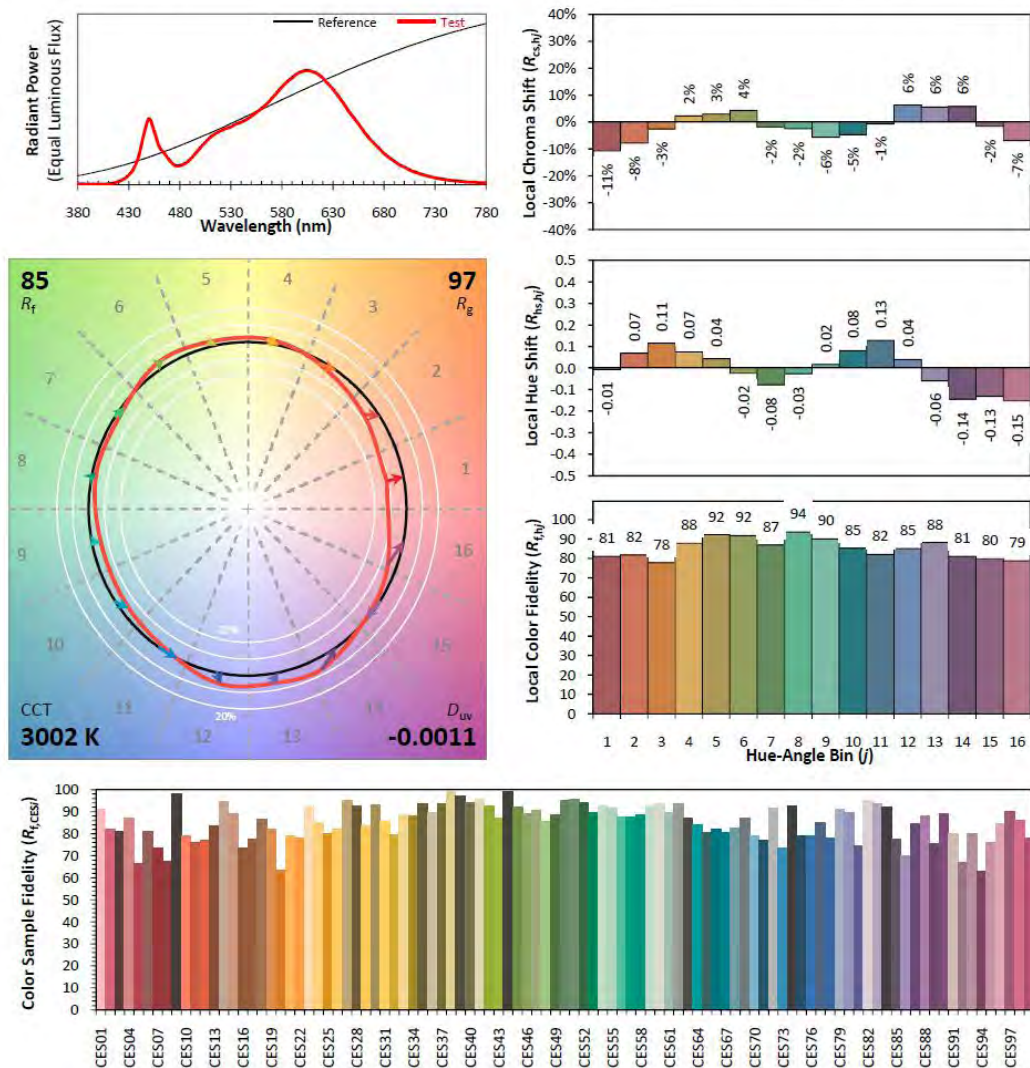 Reference
Test
Radiant Power
(Equal Luminous Flux)
380 430 480 530 580 630 680 730 780
Wavelength (nm)
Local Chroma Shift (Rcs,hj)
40%
30%
20%
10%
0%
-10%
-20%
-30%
-40%
-11% -8% -3% 2% 3% 4% -2% -2% -6% -5% -1% 6% 6% 6% -2% -7%
85
Rf
97
Rg
1
2
3
4
5
6
7
8
9
10
11
12
13
14
15
16
20%
CCT
3002 K
Duv
-0.0011
Local Hue Shift (Rhs,hj)
0.5
0.4
0.3
0.2
0.1
0.0
-0.1
-0.2
-0.3
-0.4
-0.5
-0.01 0.07 0.11 0.07 0.04 -0.02 -0.08 -0.03 0.02 0.08 0.13 0.04 -0.06 -0.14 -0.13 -0.15
Local Color Fidelity (Rf,hj)
100
90
80
70
60
50
40
30
20
10
0
81 82 78 88 92 92 87 94 90 85 82 85 88 81 80 79
1 2 3 4 5 6 7 8 9 10 11 12 13 14 15 16
Hue-Angle Bin (j)
Color Sample Fidelity (Rf,CESi)
100
90
80
70
60
50
40
30
20
10
0
CES01 CES04 CES07 CES10 CES13 CES16 CES19 CES22 CES25 CES28 CES31 CES34 CES37 CES40 CES43 CES46 CES49 CES52 CES55 CES58 CES61 CES64 CES67 CES70 CES73 CES76 CES79 CES82 CES85 CES88 CES91 CES94 CES97